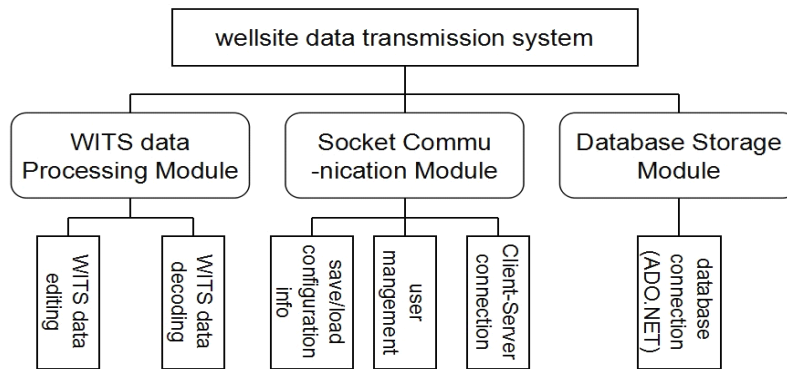 wellsite data transmission system
WITS data
Processing Module
Socket Commu
-nication Module
Database Storage
Module
WITS data
editing
WITS data
decoding
save/load
configuration
info
user
mangement
Client-Server
connection
database
connection
(ADO.NET)